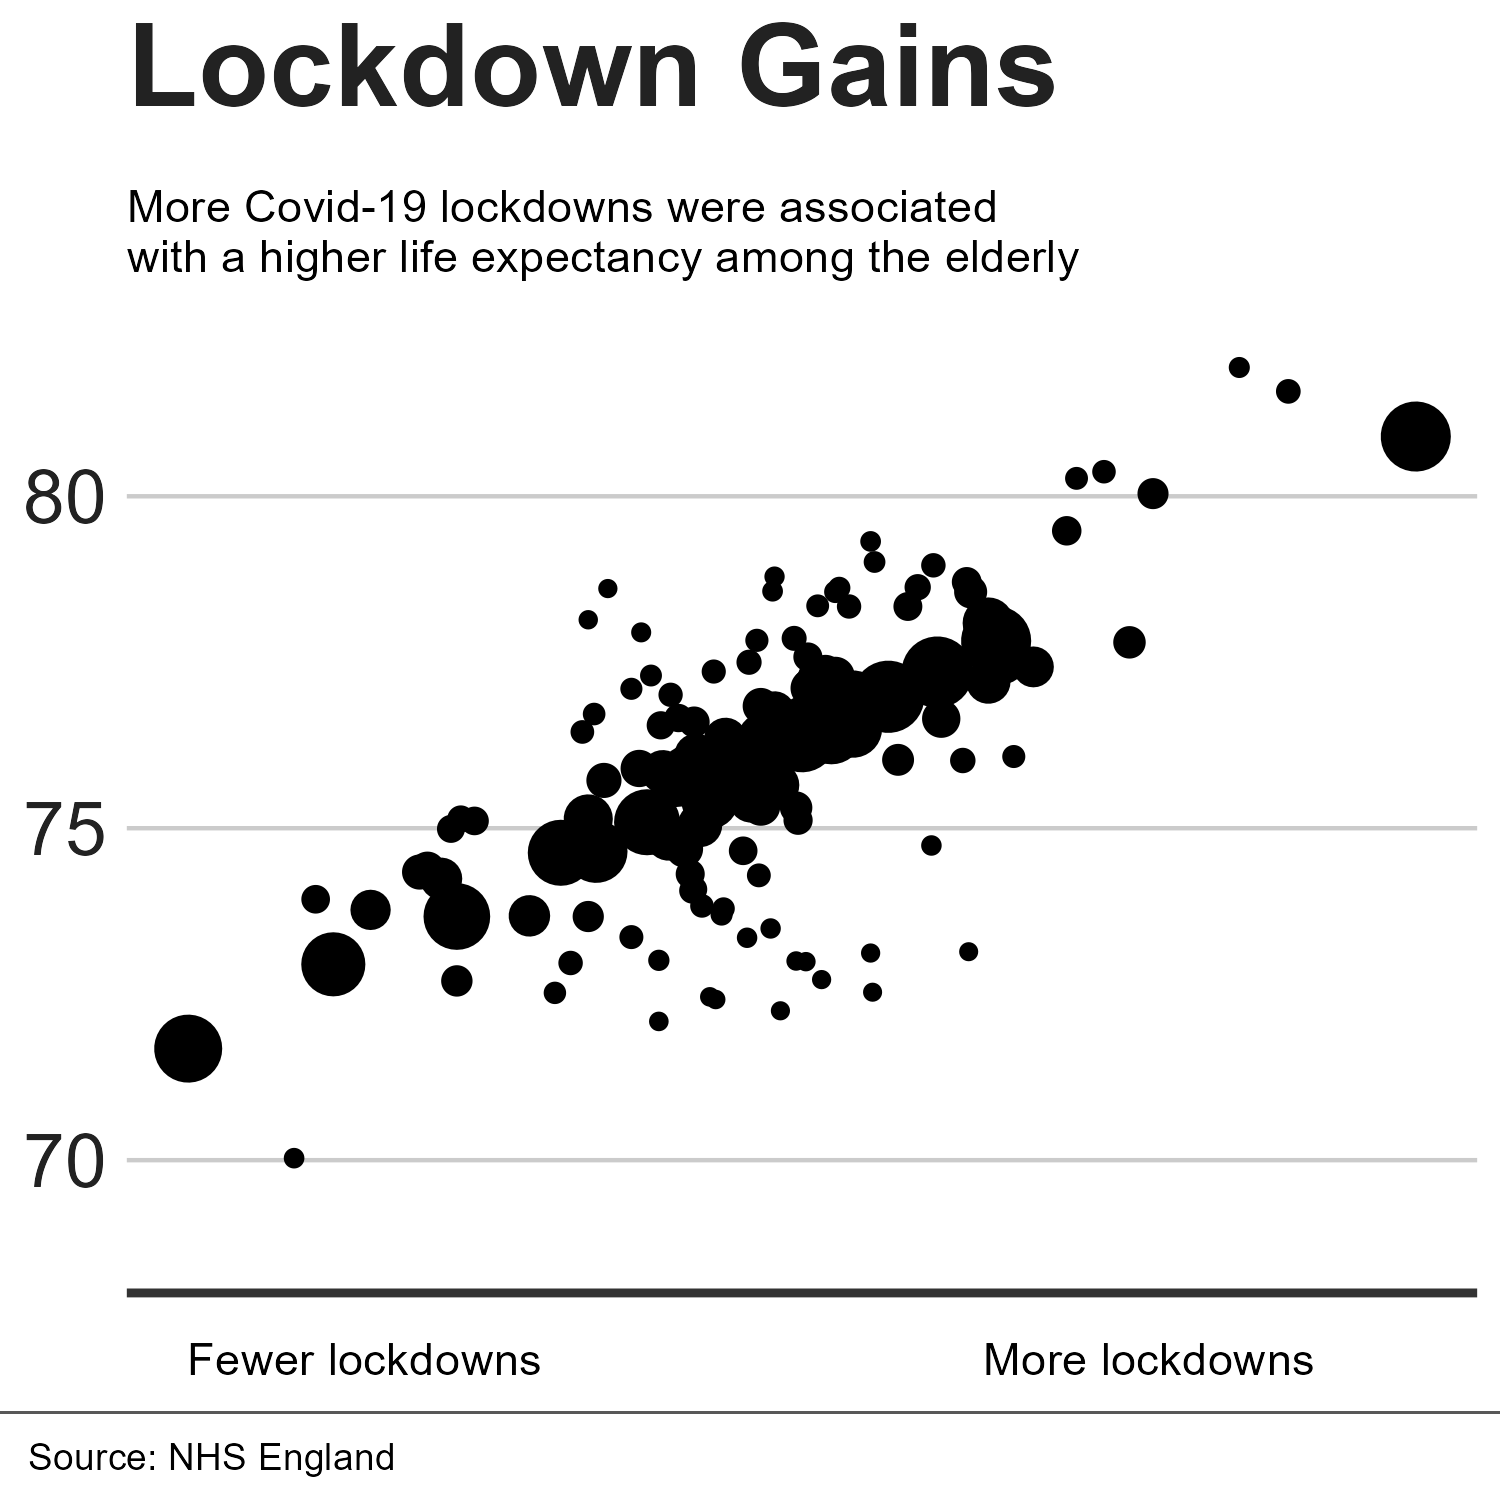 Lockdown Gains
More Covid-19 lockdowns were associated
with a higher life expectancy among the elderly
80
75
70
Fewer lockdowns
More lockdowns
Source: NHS England